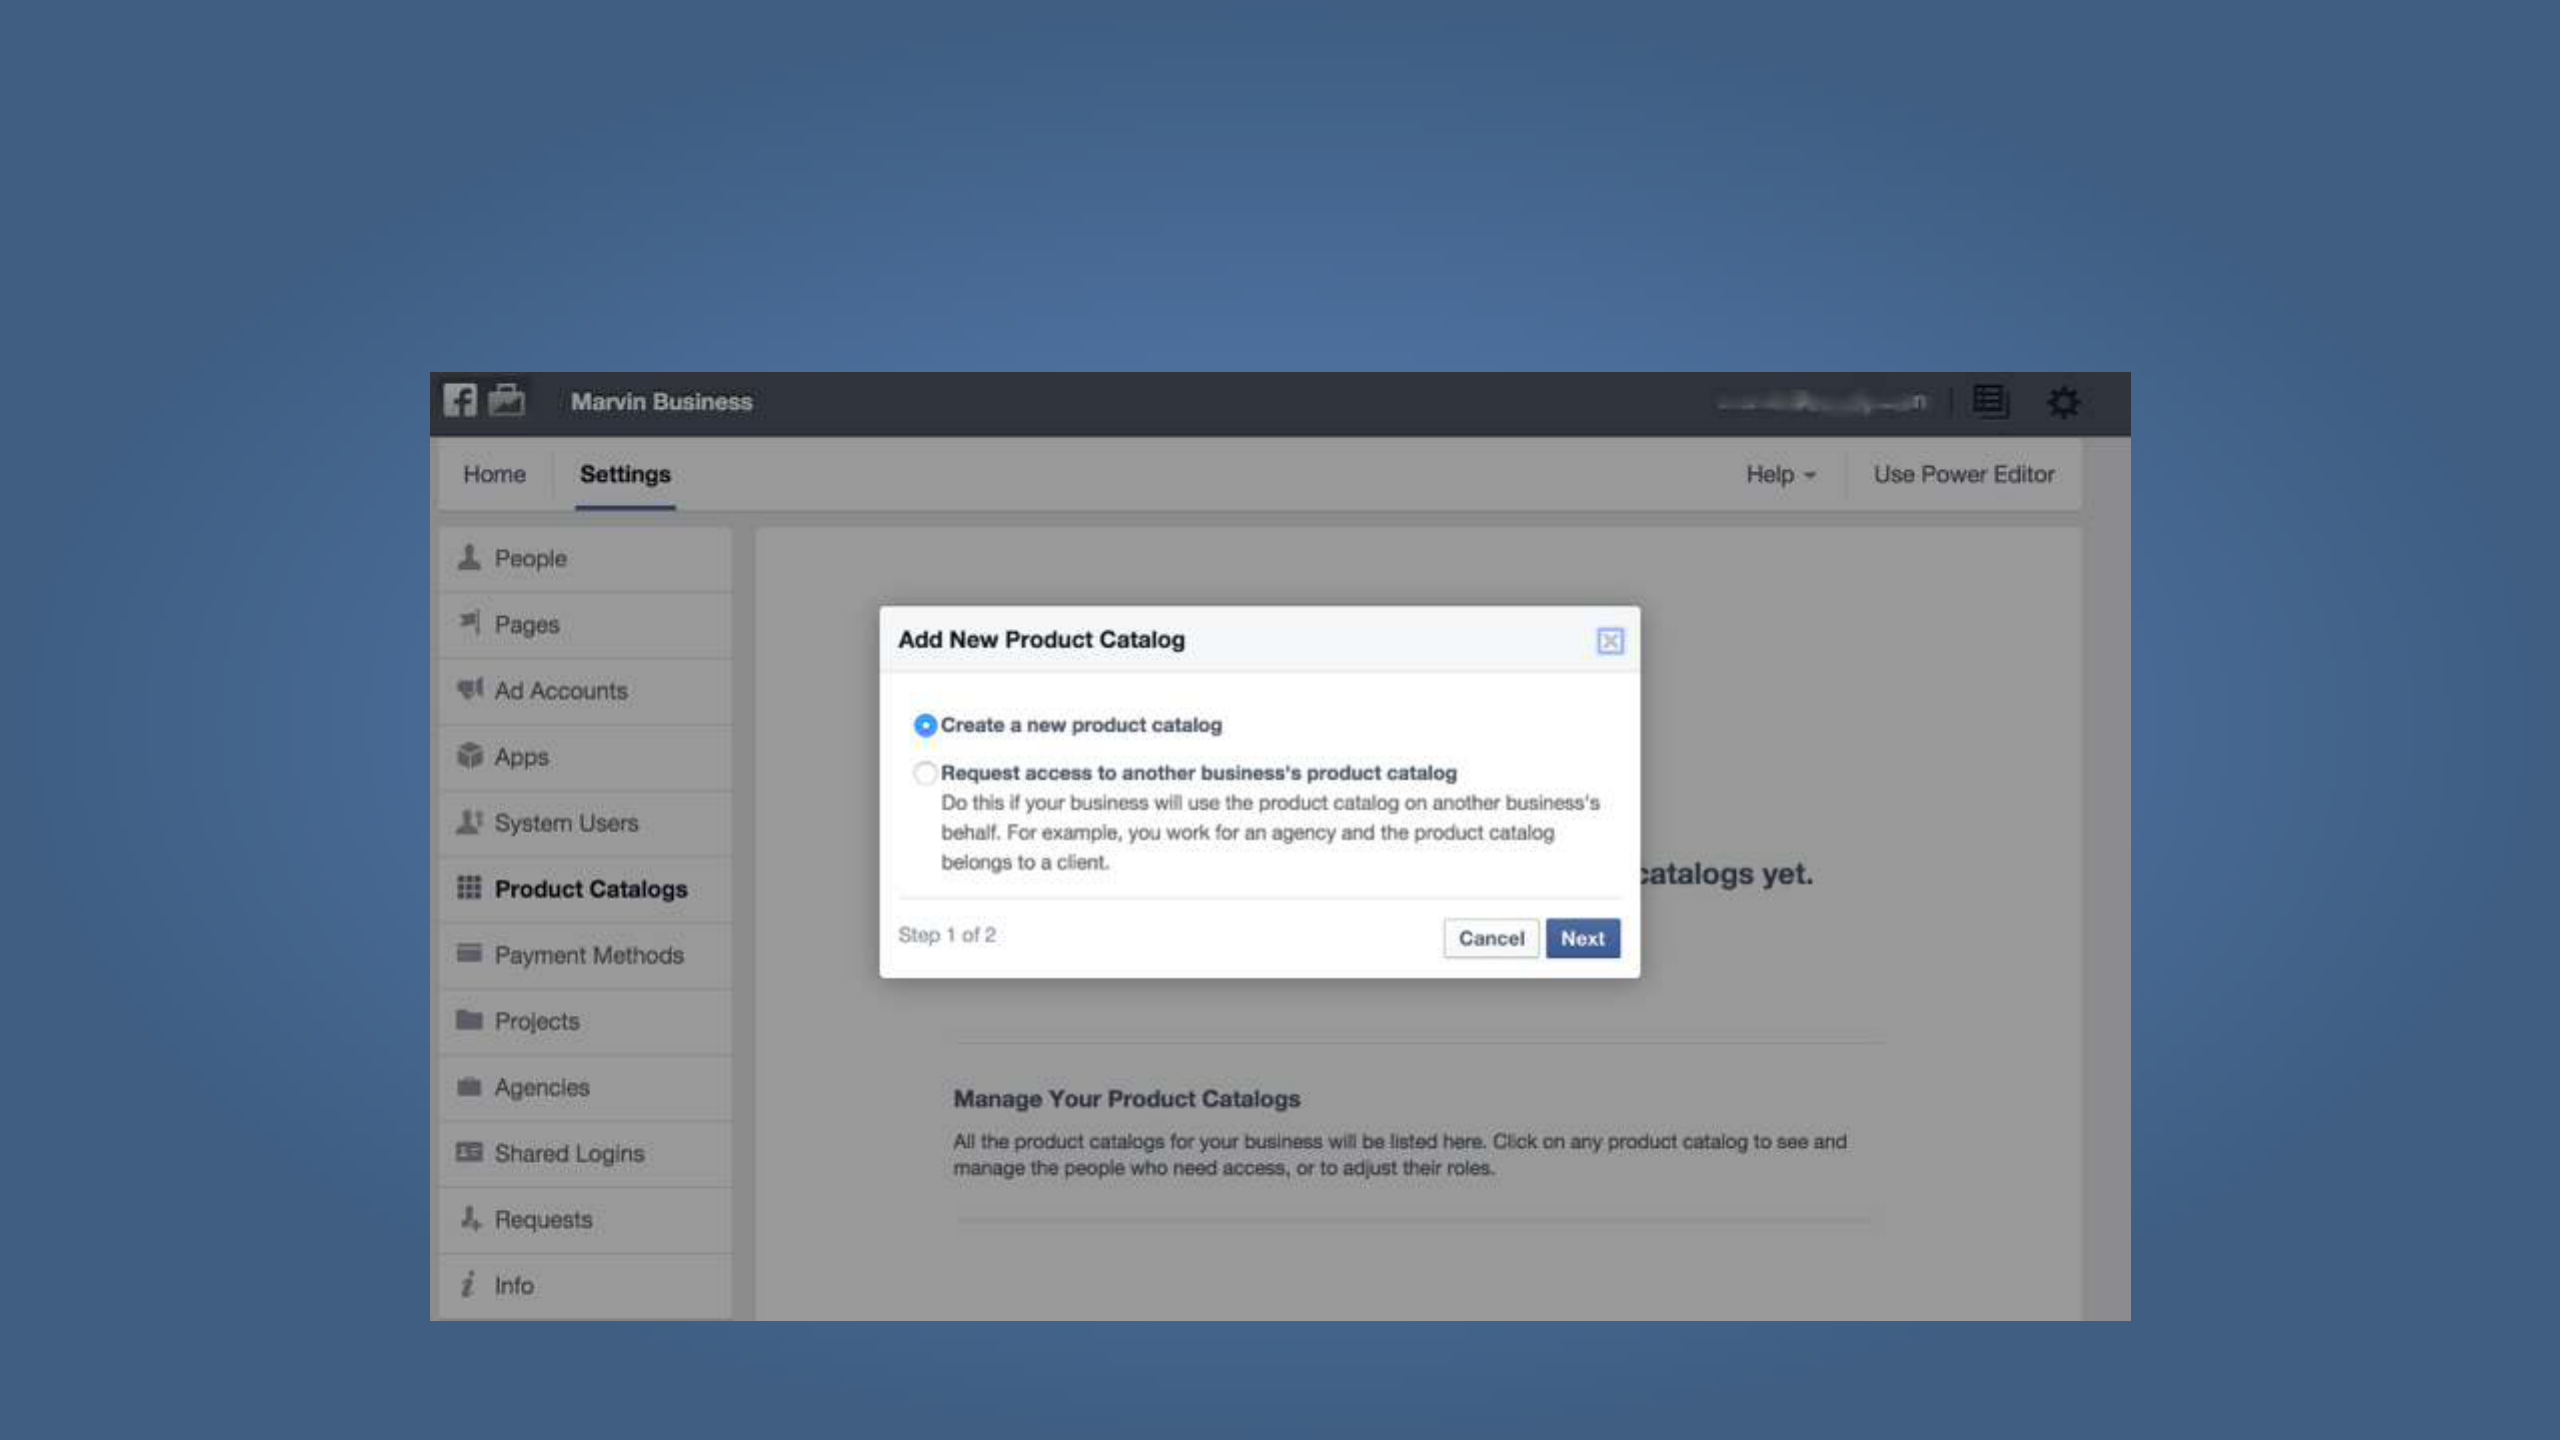 Marvin Business
Home
Settings
Help
Use Power Editor
People
Pages
Ad Accounts
Apps
System Users
Product Catalogs
Payment Methods
Projects
Agencies
Shared Logins
Requests
Info
Add New Product Catalog
Create a new product catalog
Request access to another business's product catalog
Do this if your business will use the product catalog on another business's
behalf. For example, you work for an agency and the product catalog
belongs to a client.
Step 1 of 2
Cancel
Next
catalogs yet.
Manage Your Product Catalogs
All the product catalogs for your business will be listed here. Click on any product catalog to see and
manage the people who need access, or to adjust their roles.